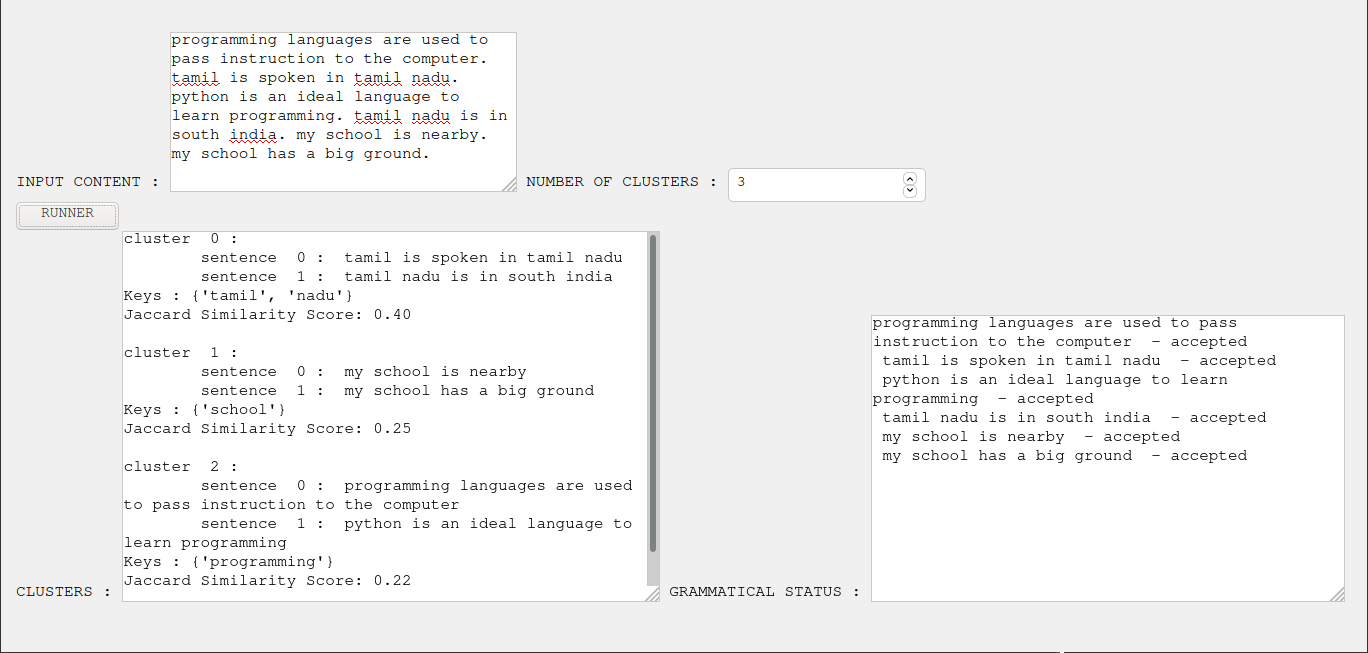 programming languages are used to
pass instruction to the computer.
tamil is spoken in tamil nadu.
python is an ideal language to
learn programming. tamil nadu is in
south india. my school is nearby.
my school has a big ground.
INPUT CONTENT :
NUMBER OF CLUSTERS :
3
RUNNER
cluster  0 :
        sentence  0 :  tamil is spoken in tamil nadu
        sentence  1 :  tamil nadu is in south india
Keys : {'tamil', 'nadu'}
Jaccard Similarity Score: 0.40
cluster  1 :
        sentence  0 :  my school is nearby
        sentence  1 :  my school has a big ground
Keys : {'school'}
Jaccard Similarity Score: 0.25
cluster  2 :
        sentence  0 :  programming languages are used
to pass instruction to the computer
        sentence  1 :  python is an ideal language to
learn programming
Keys : {'programming'}
Jaccard Similarity Score: 0.22
CLUSTERS :
programming languages are used to pass
instruction to the computer  - accepted
 tamil is spoken in tamil nadu  - accepted
 python is an ideal language to learn
programming  - accepted
 tamil nadu is in south india  - accepted
 my school is nearby  - accepted
 my school has a big ground  - accepted
GRAMMATICAL STATUS :